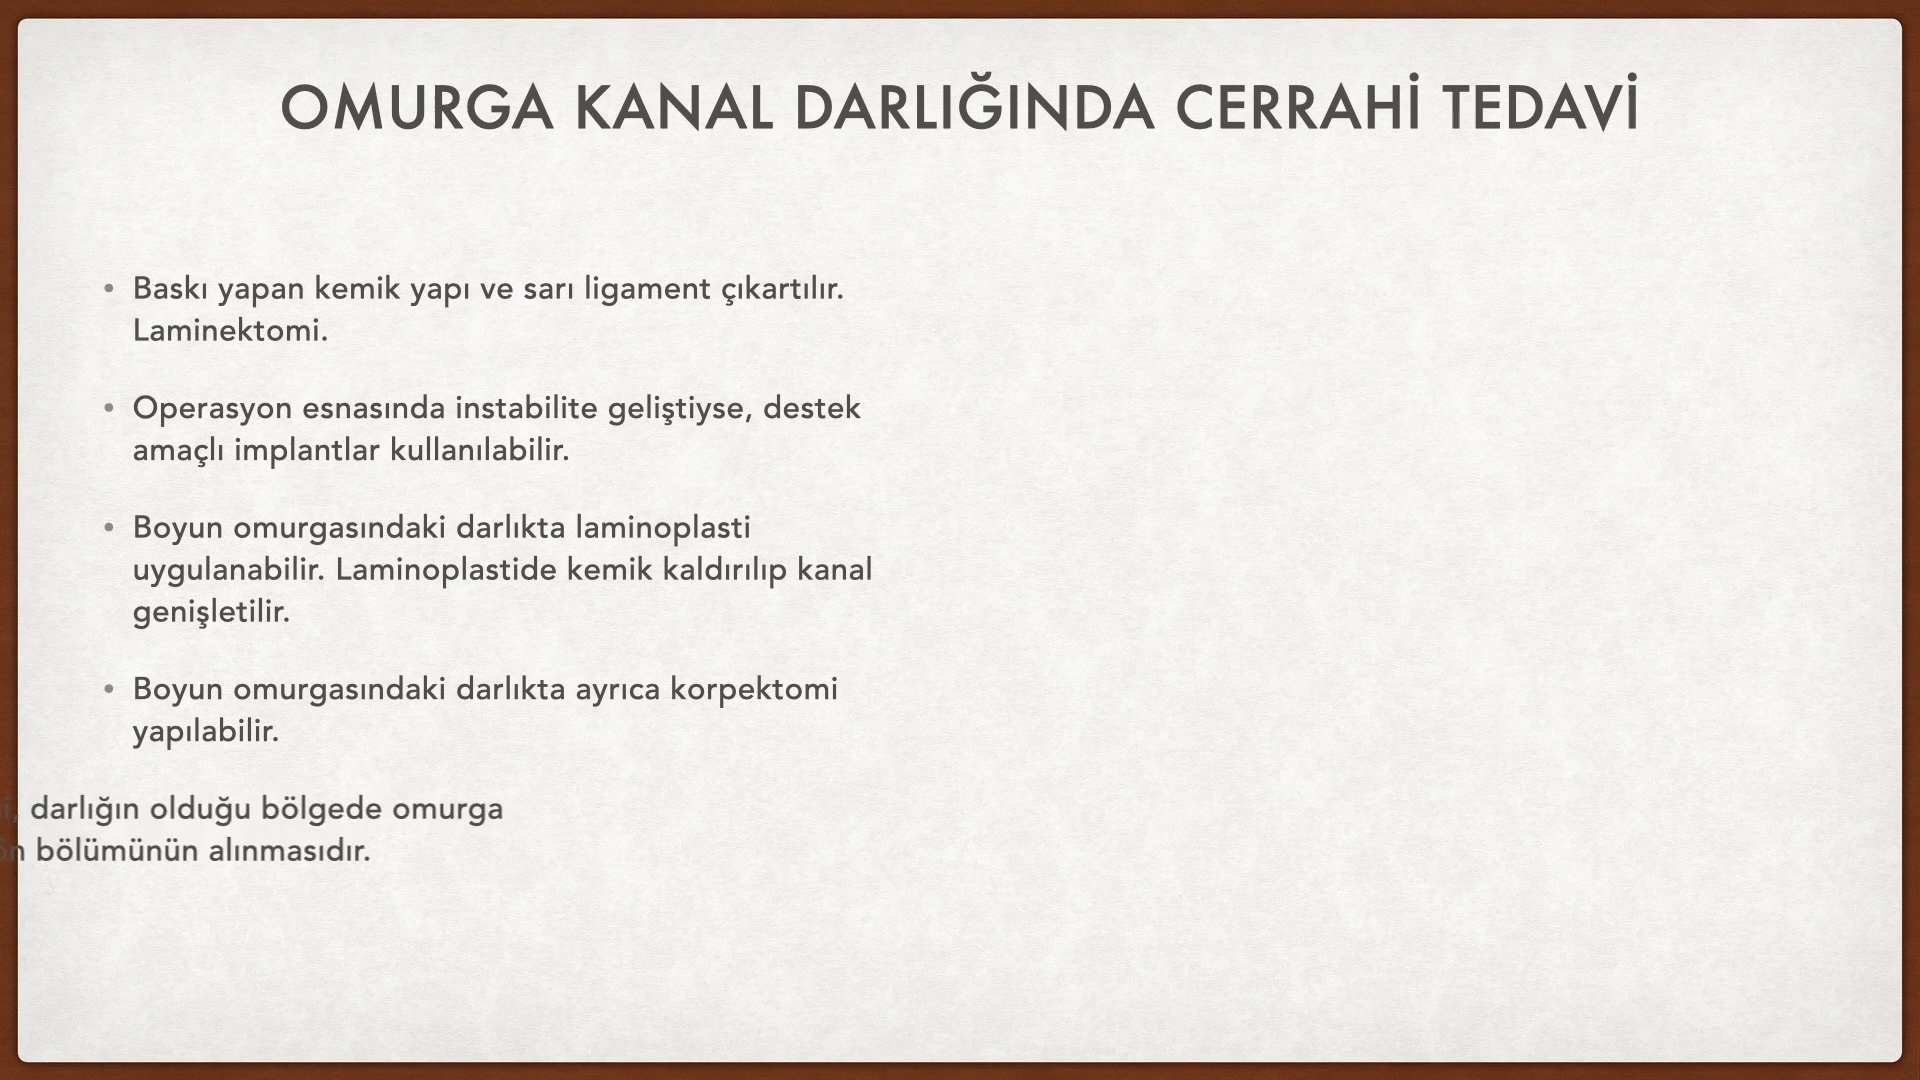 OMURGA KANAL DARLIĞINDA CERRAHİ TEDAVİ
• Baskı yapan kemik yapı ve sarı ligament çıkartılır.
Laminektomi.
• Operasyon esnasında instabilite geliştiyse, destek
amaçlı implantlar kullanılabilir.
• Boyun omurgasındaki darlıkta laminoplasti
uygulanabilir. Laminoplastide kemik kaldırılıp kanal
genişletilir.
• Boyun omurgasındaki darlıkta ayrıca korpektomi
yapılabilir.
darlığın olduğu bölgede omurga
bölümünün alınmasıdır.